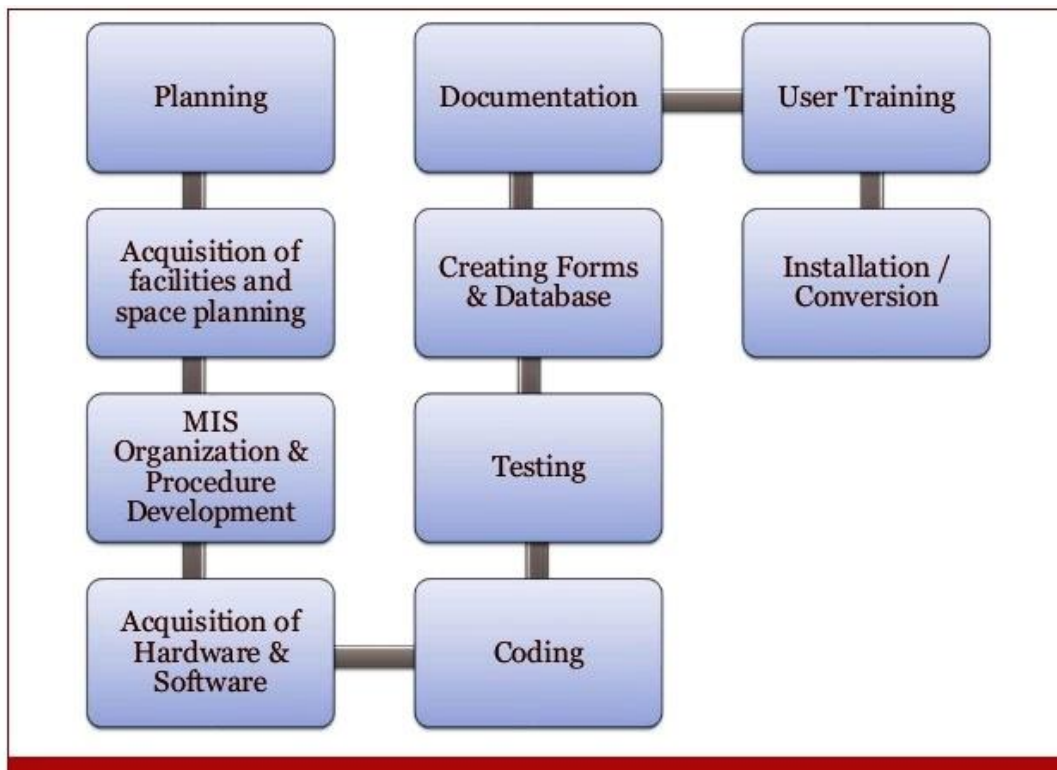 Planning
Acquisition of
facilities and
space planning
MIS
Organization &
Procedure
Development
Acquisition of
Hardware &
Software
Coding
Testing
Creating Forms
& Database
Documentation
User Training
Installation /
Conversion